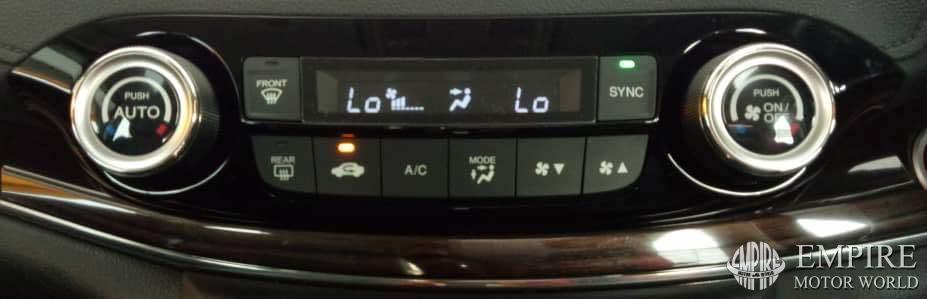 PUSH
AUTO
FRONT
Lo
Lo
SYNC
PUSH
ON/
OFF
REAR
A/C
MODE
EMPIRE
MOTOR WORLD